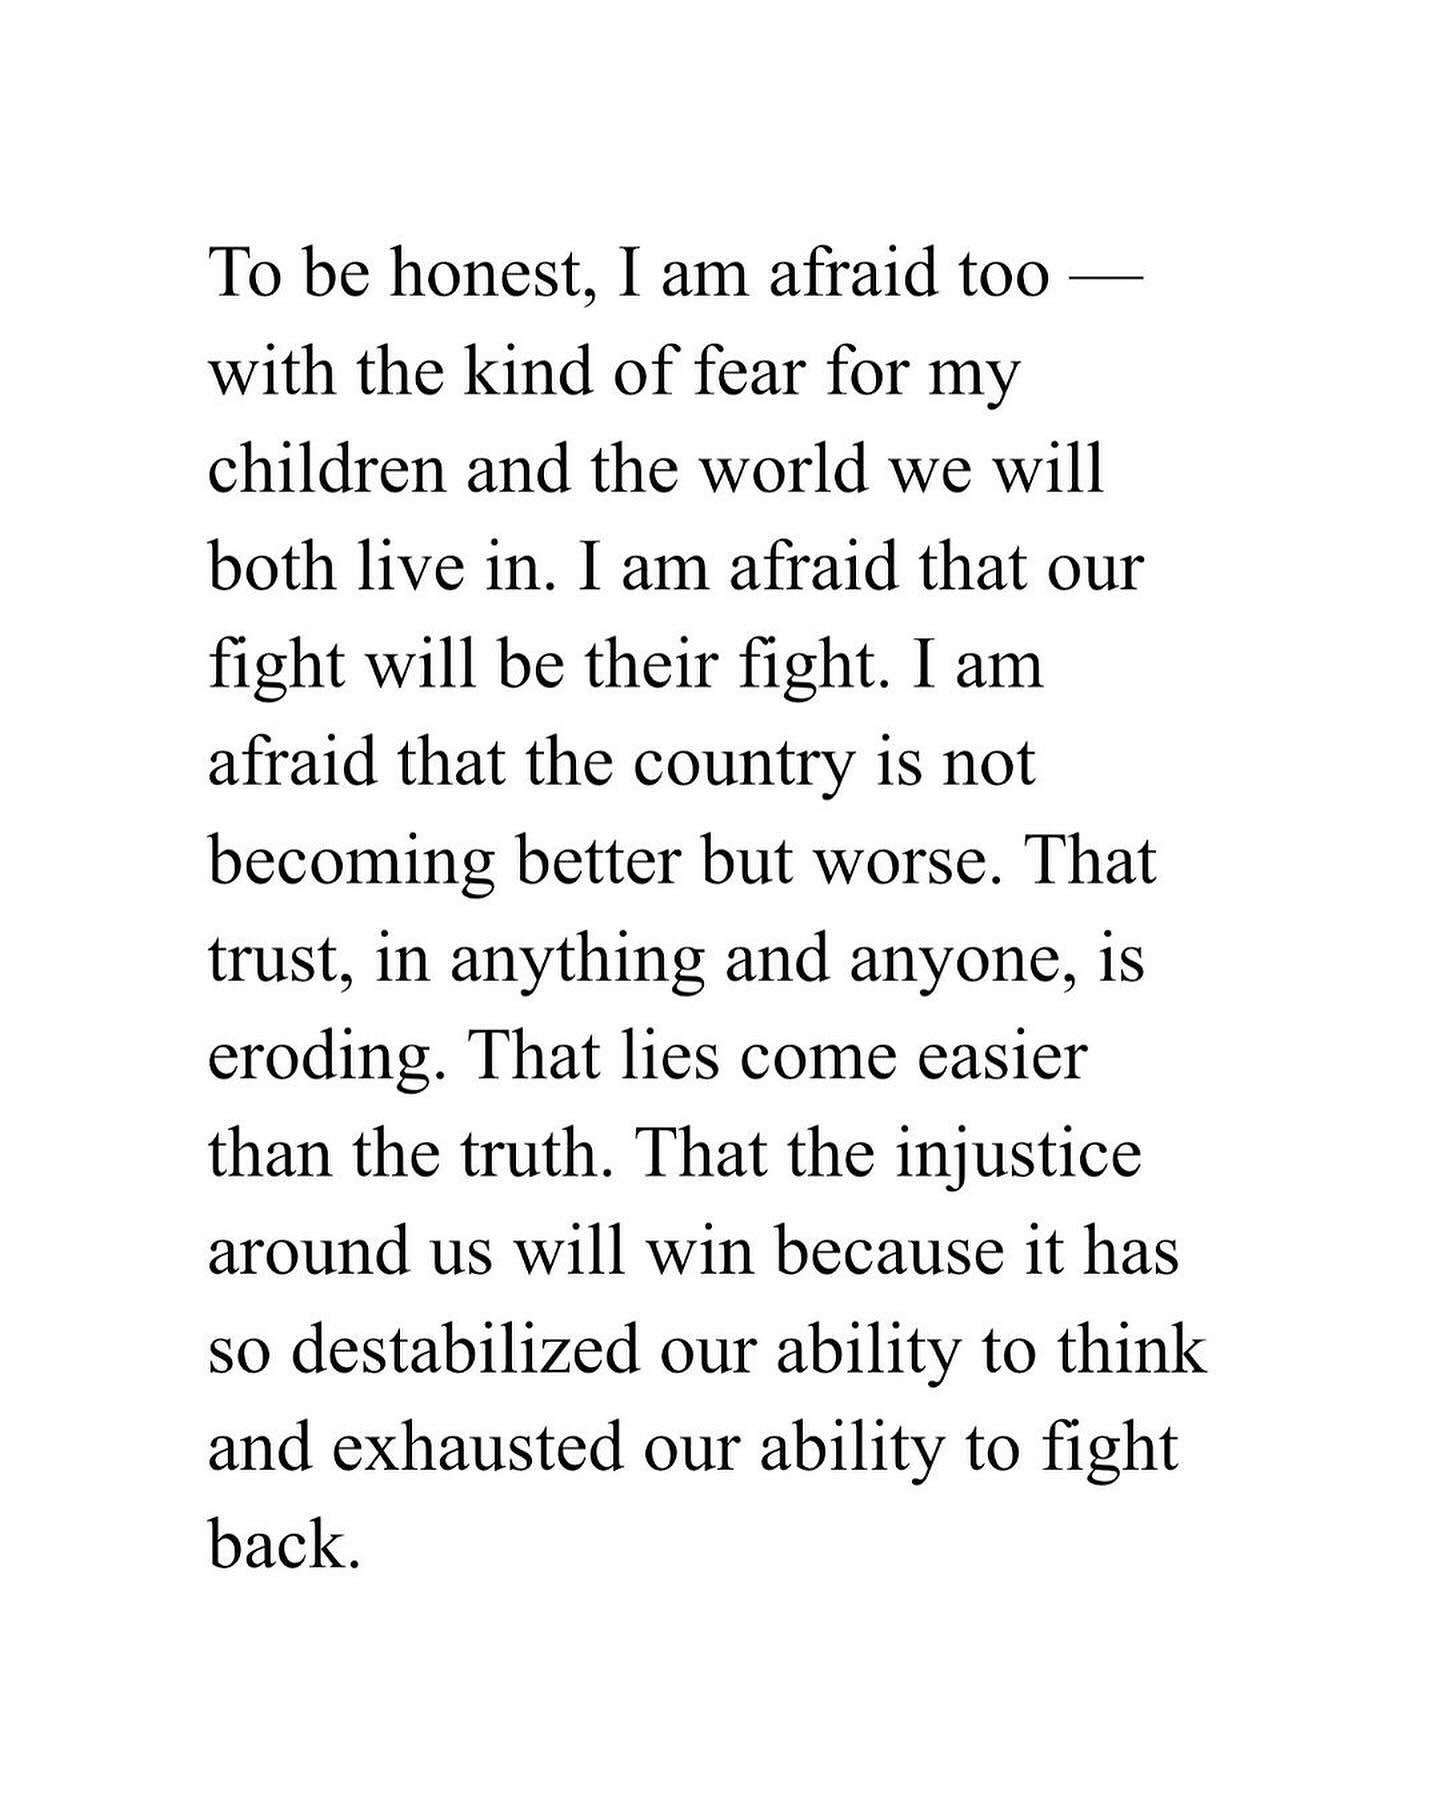 To be honest, I am afraid too —
with the kind of fear for my
children and the world we will
both live in. I am afraid that our
fight will be their fight. I am
afraid that the country is not
becoming better but worse. That
trust, in anything and anyone, is
eroding. That lies come easier
than the truth. That the injustice
around us will win because it has
so destabilized our ability to think
and exhausted our ability to fight
back.